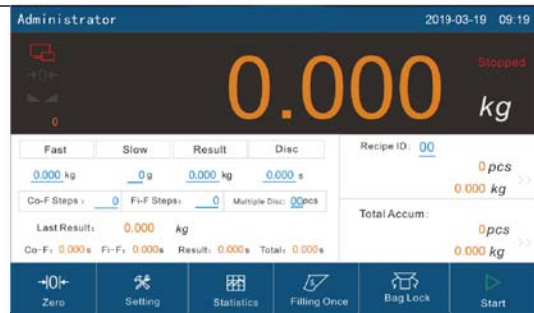 Administrator 2019-03-19 09:19
Stopped
→0←
0.000
kg
0
Fast Slow Result Disc
0.000 kg 0 g 0.000 kg 0.000 s
Co-F Steps : 0 Fi-F Steps: 0 Multiple Disc: 00pcs
Last Result: 0.000 kg
Co-F: 0.000s Fi-F: 0.000s Result: 0.000s Total: 0.000s
Recipe ID: 00
0 pcs
0.000 kg >>
Total Accum:
0pcs
0.000 kg >>
→|0|← 
Zero Setting Statistics Filling Once Bag Lock Start